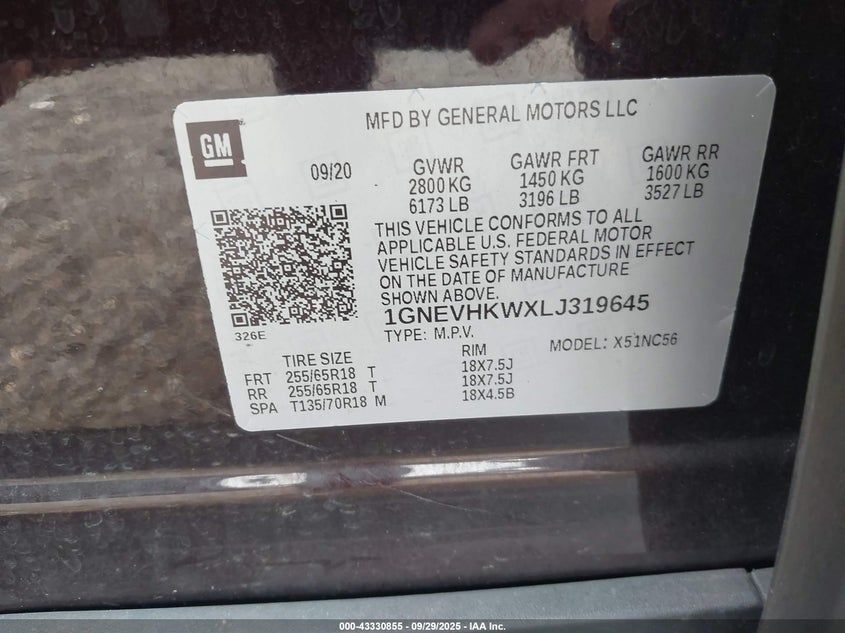 MFD BY GENERAL MOTORS LLC
GM
09/20
GVWR GAWR FRT GAWR RR
2800 KG 1450 KG 1600 KG
6173 LB 3196 LB 3527 LB
THIS VEHICLE CONFORMS TO ALL
APPLICABLE U.S. FEDERAL MOTOR
VEHICLE SAFETY STANDARDS IN EFFECT
ON THE DATE OF MANUFACTURE
SHOWN ABOVE.
326E
1GNEVHKWXLJ319645
TYPE: M.P.V.
MODEL: X51NC56
TIRE SIZE RIM
FRT 255/65R18 T 18X7.5J
RR 255/65R18 T 18X7.5J
SPA T135/70R18 M 18X4.5B
000-43330855 - 09/29/2025 - IAA Inc.